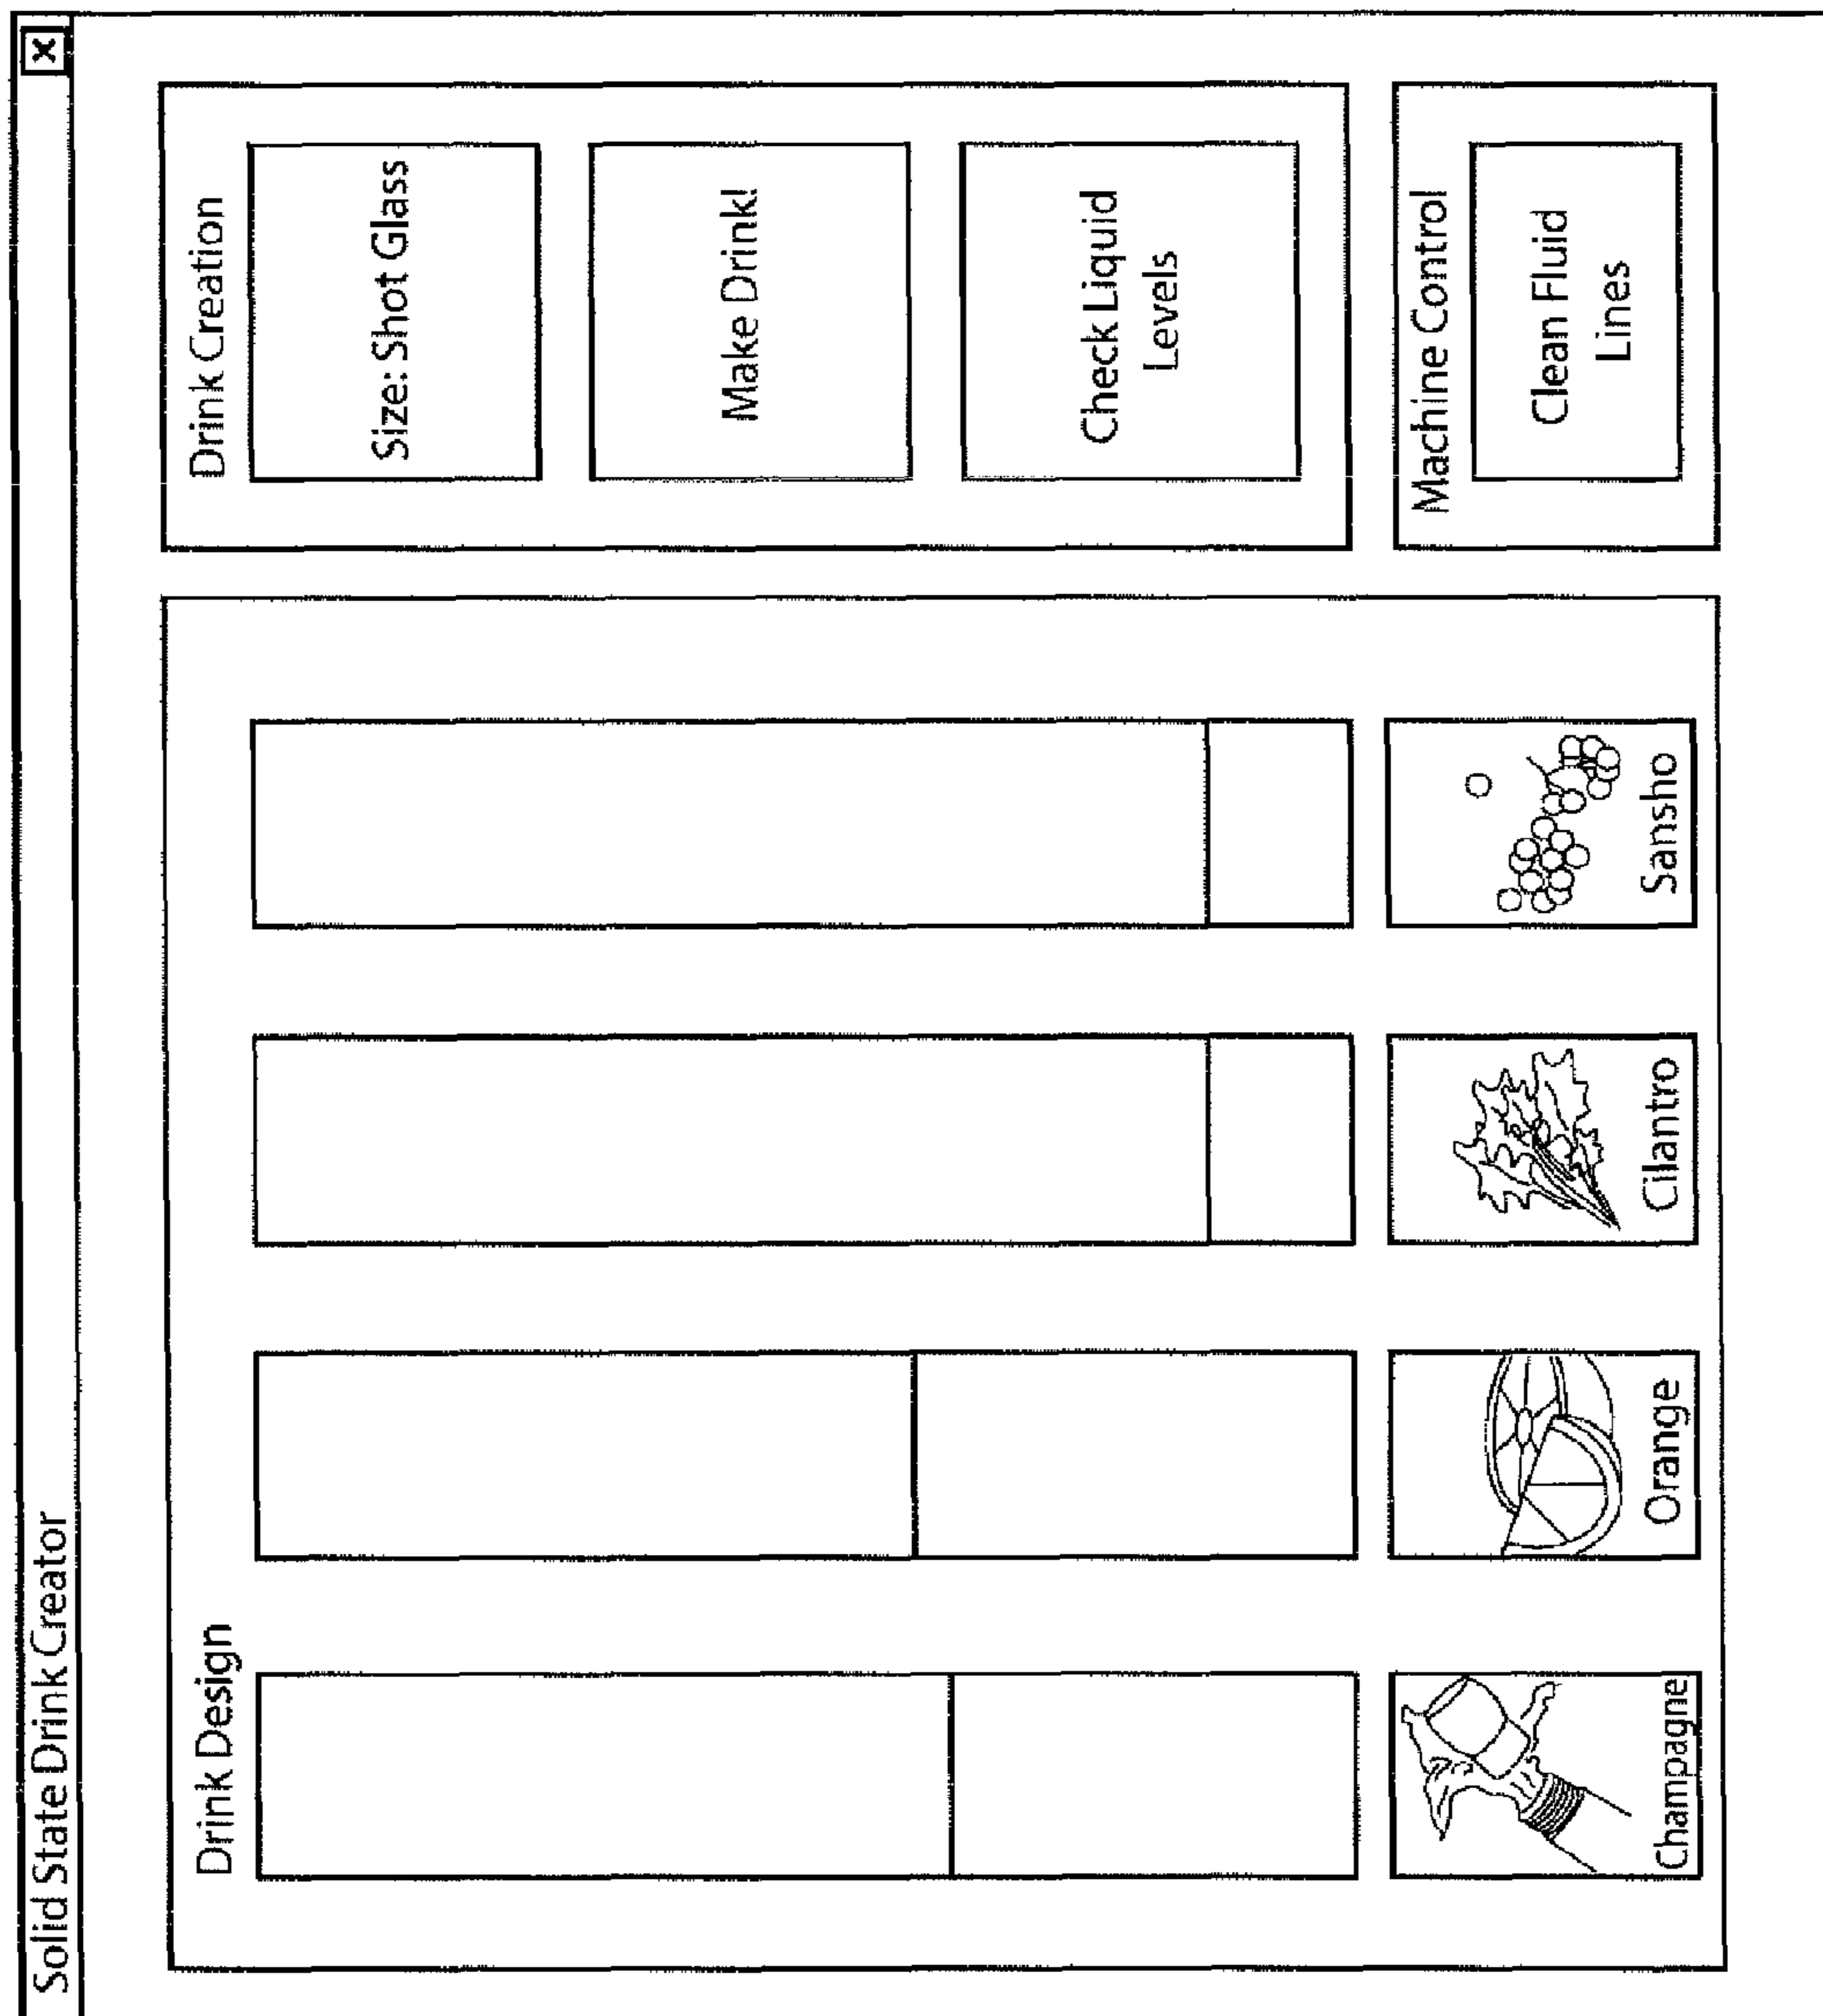 Solid State Drink Creator
X
Drink Design
Champagne
Orange
Cilantro
Sansho
Drink Creation
Size: Shot Glass
Make Drink!
Check Liquid
Levels
Machine Control
Clean Fluid
Lines